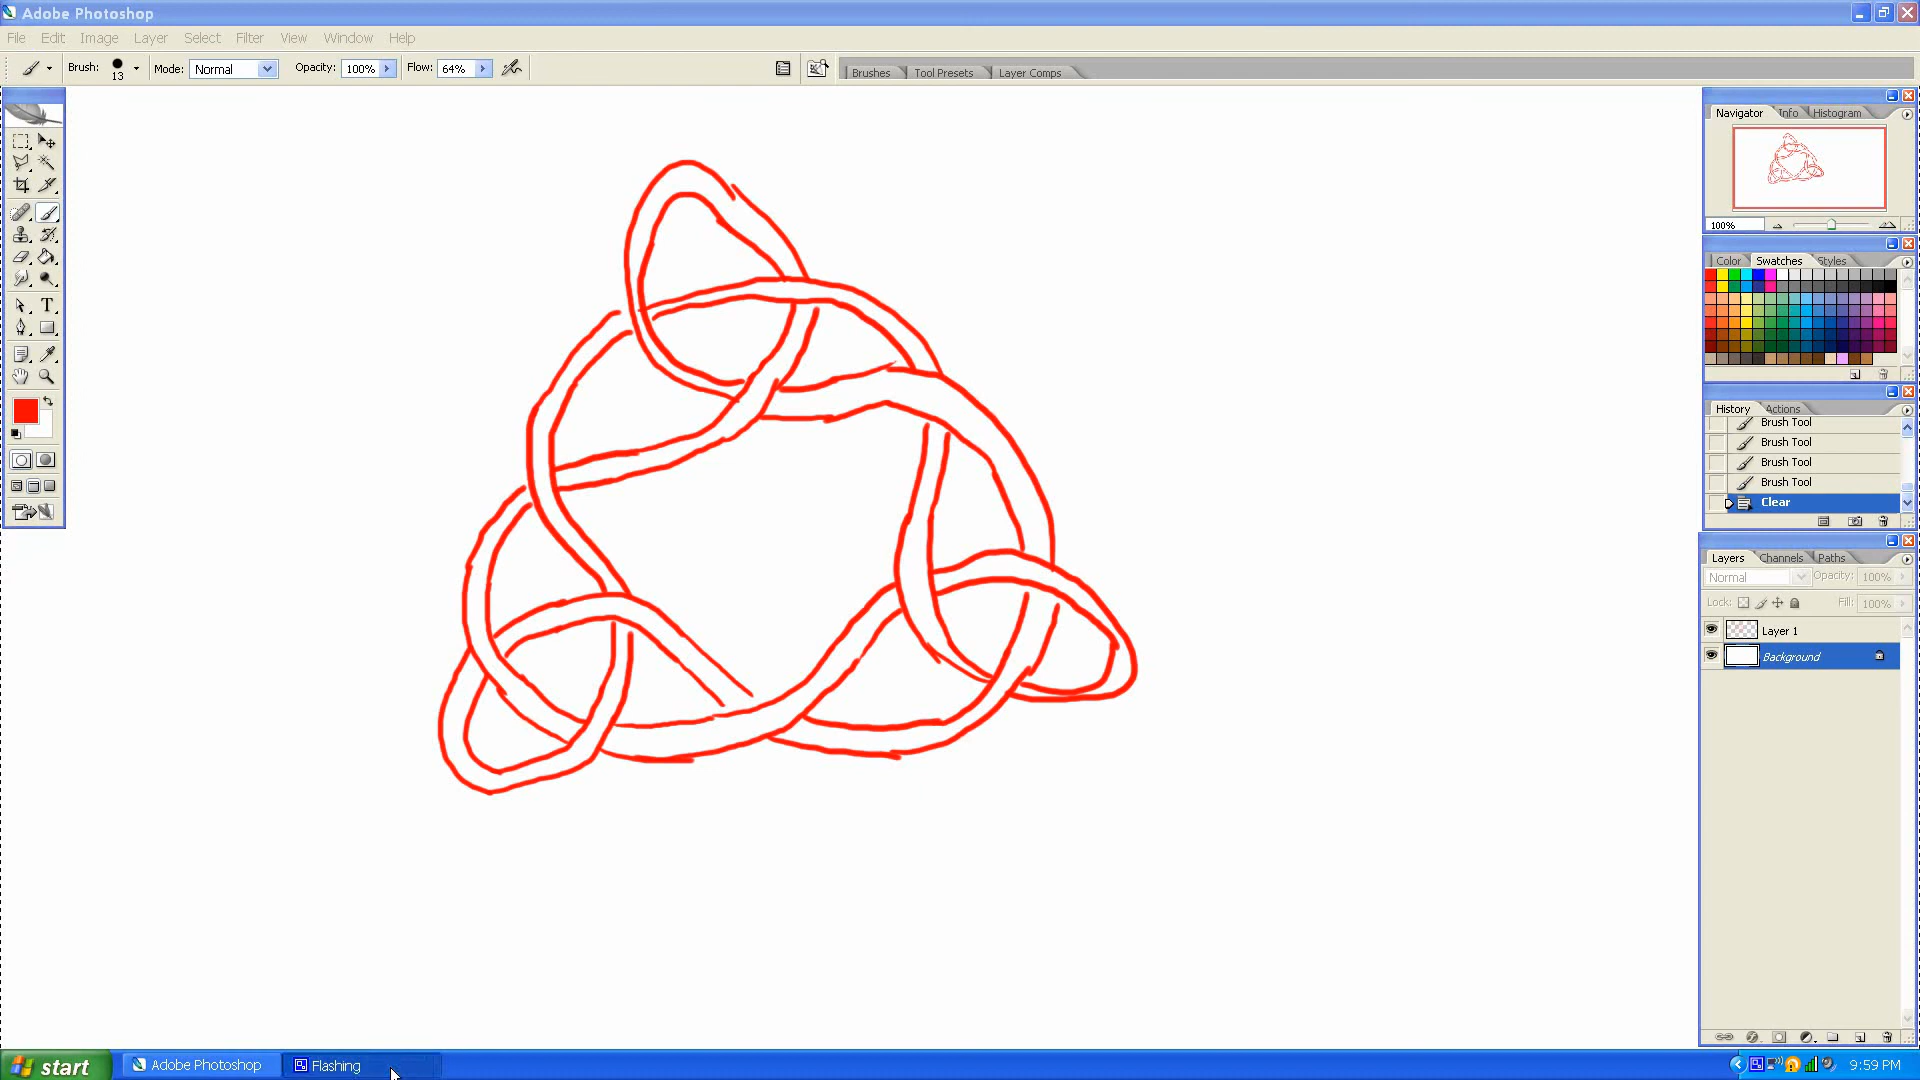 Adobe Photoshop
File Edit Image Layer Select Filter View Window Help
Brush: 13 Mode: Normal Opacity: 100% Flow: 64% Brushes Tool Presets Layer Comps
Navigator Info Histogram
100%
Color Swatches Styles
History Actions
Brush Tool
Brush Tool
Brush Tool
Brush Tool
Clear
Layers Channels Paths
Normal Opacity: 100%
Lock: Fill: 100%
Layer 1
Background
start Adobe Photoshop Flashing 9:59 PM